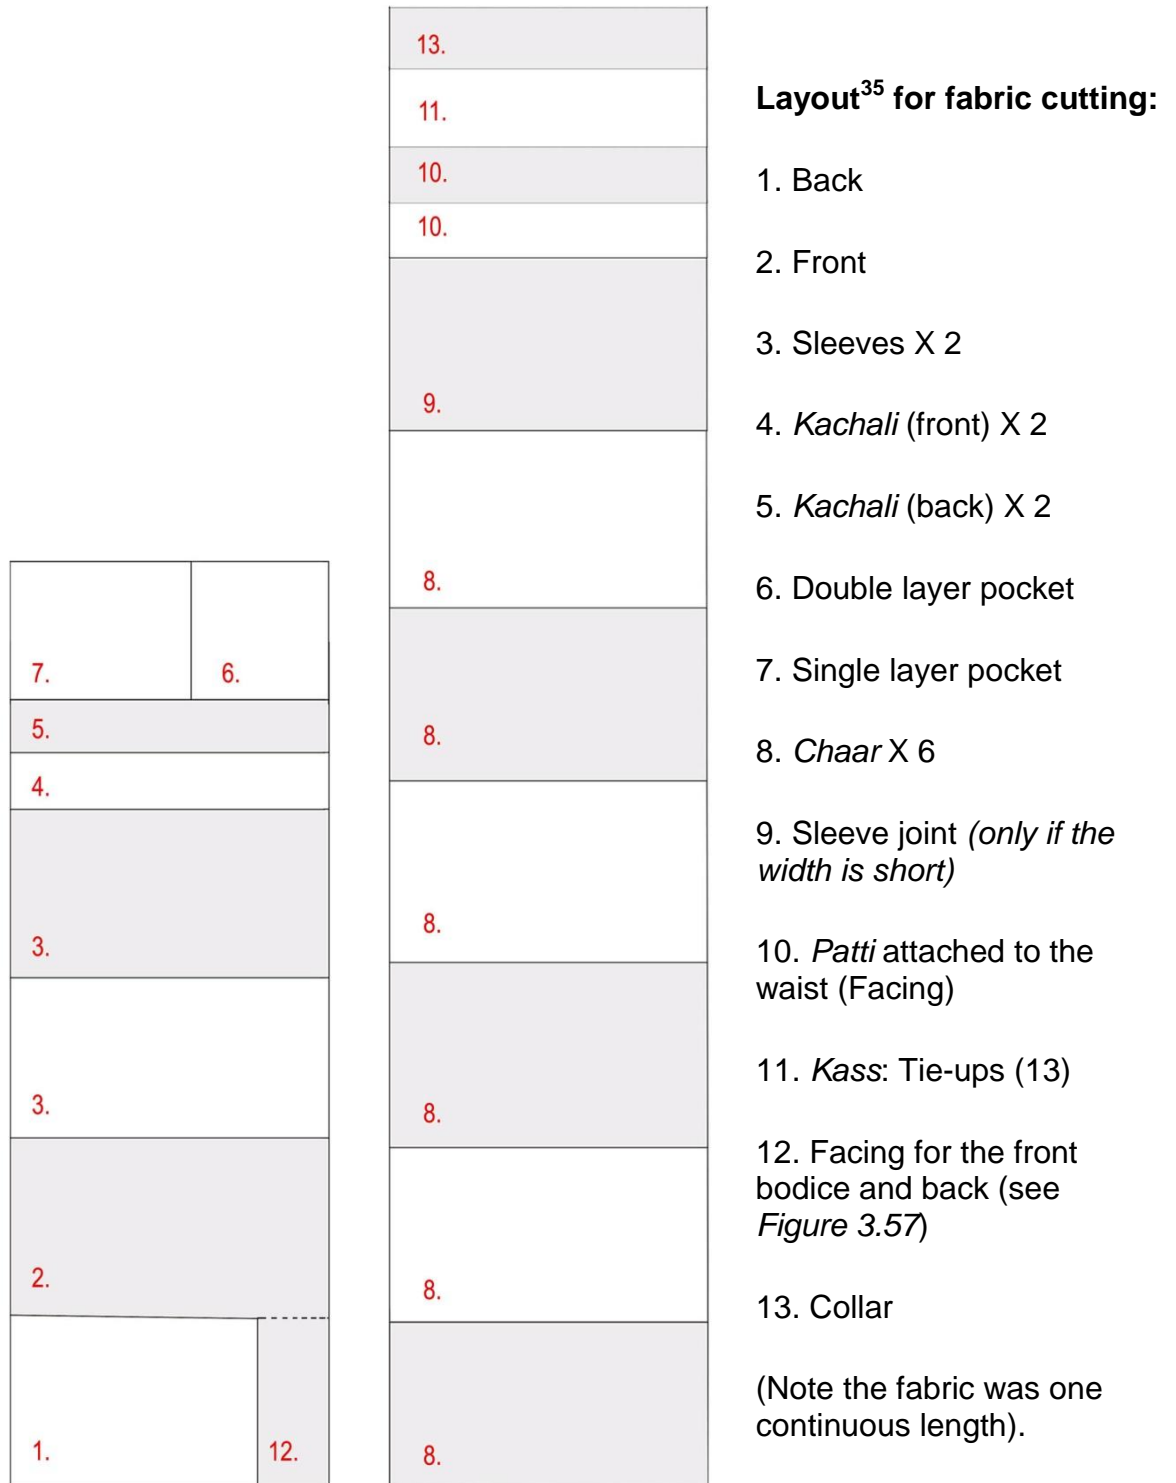 13.
11.
10.
10.
9.
8.
8.
8.
8.
8.
8.
7. 6.
5.
4.
3.
3.
2.
1. 12.
Layout35 for fabric cutting:
1. Back
2. Front
3. Sleeves X 2
4. Kachali (front) X 2
5. Kachali (back) X 2
6. Double layer pocket
7. Single layer pocket
8. Chaar X 6
9. Sleeve joint (only if the
width is short)
10. Patti attached to the
waist (Facing)
11. Kass: Tie-ups (13)
12. Facing for the front
bodice and back (see
Figure 3.57)
13. Collar
(Note the fabric was one
continuous length).